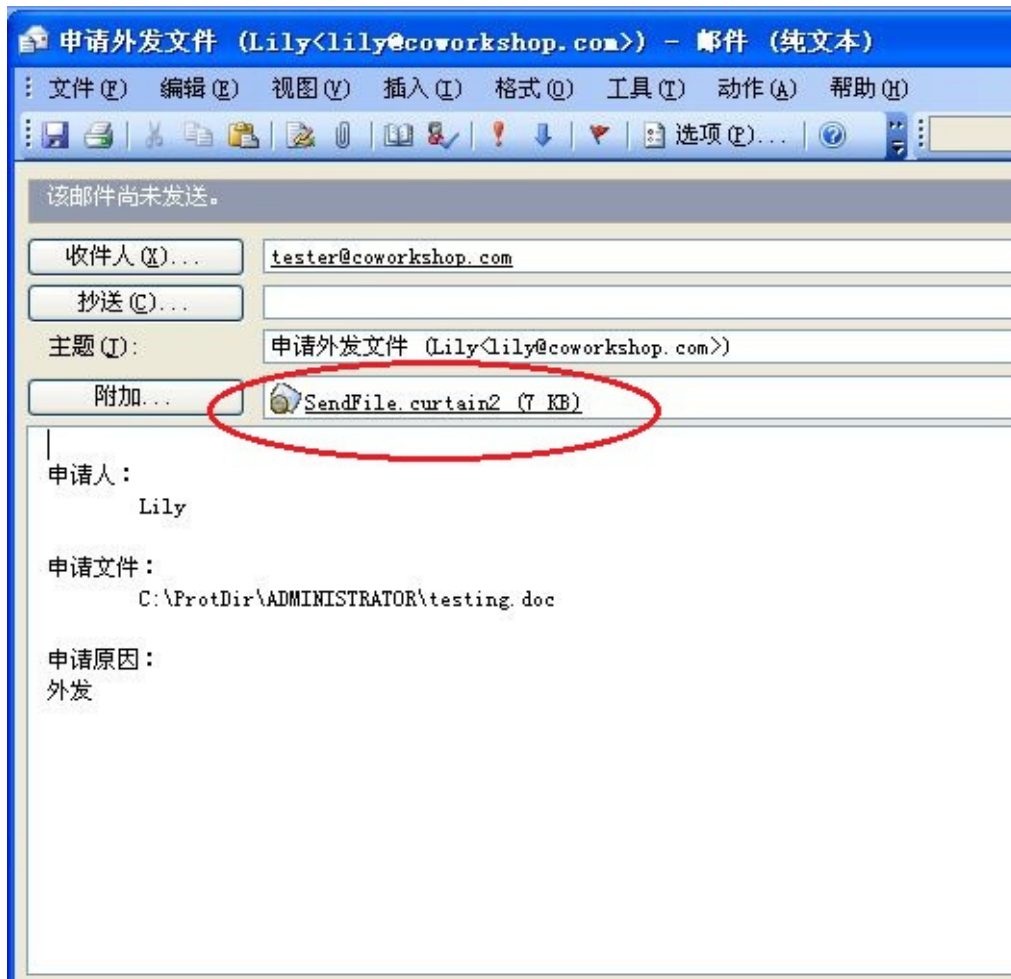 申请外发文件 (Lily<lily@coworkshop.com>) - 邮件 (纯文本)
文件(F) 编辑(E) 视图(V) 插入(I) 格式(O) 工具(T) 动作(A) 帮助(H)
选项(P)...
该邮件尚未发送。
收件人(X)... tester@coworkshop.com
抄送(C)...
主题(J): 申请外发文件 (Lily<lily@coworkshop.com>)
附加... SendFile.curtain2 (7 KB)
申请人：
Lily
申请文件：
C:\ProtDir\ADMINISTRATOR\testing.doc
申请原因：
外发